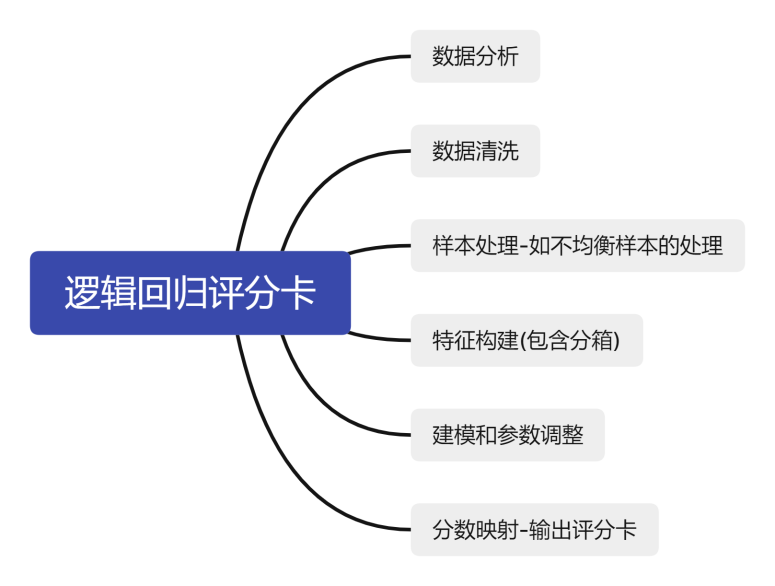 逻辑回归评分卡
数据分析
数据清洗
样本处理-如不均衡样本的处理
特征构建(包含分箱)
建模和参数调整
分数映射-输出评分卡